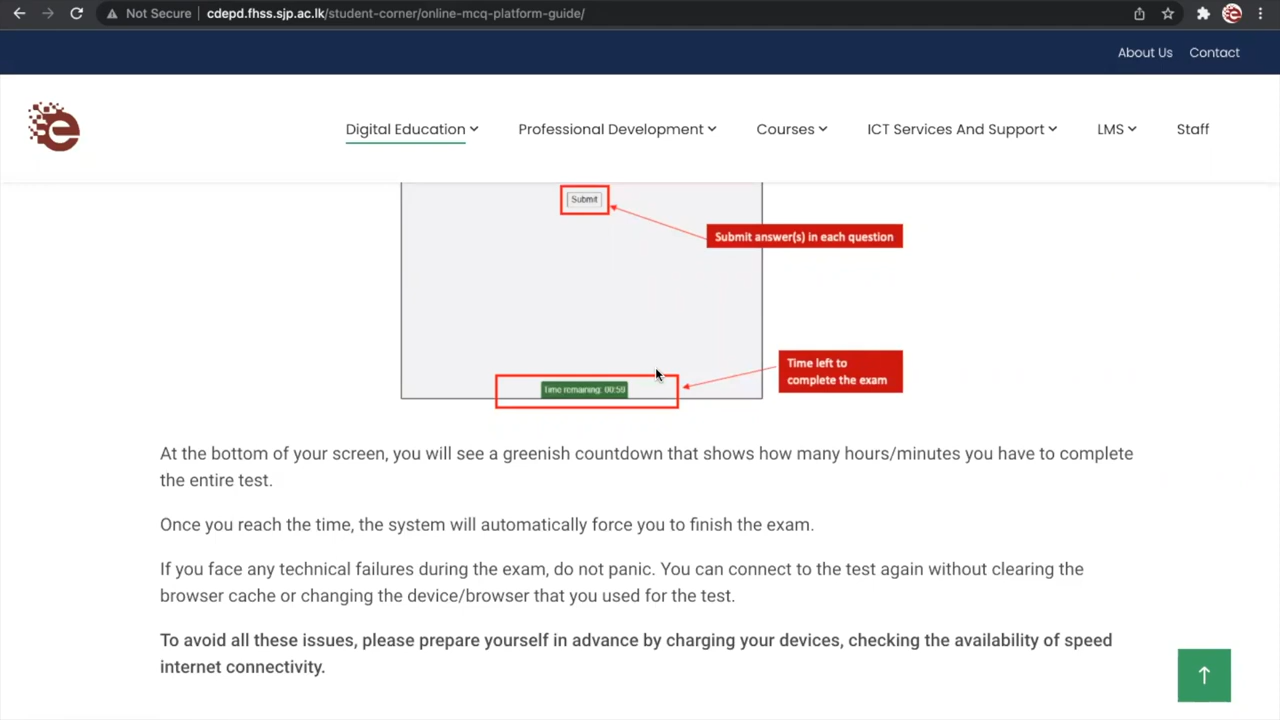 Not Secure | cdepd.fhss.sjp.ac.lk/student-corner/online-mcq-platform-guide/
About Us Contact
e
Digital Education Professional Development Courses ICT Services And Support LMS Staff
Submit
Submit answer(s) in each question
Time left to
complete the exam
Time remaining: 00:59
At the bottom of your screen, you will see a greenish countdown that shows how many hours/minutes you have to complete
the entire test.
Once you reach the time, the system will automatically force you to finish the exam.
If you face any technical failures during the exam, do not panic. You can connect to the test again without clearing the
browser cache or changing the device/browser that you used for the test.
To avoid all these issues, please prepare yourself in advance by charging your devices, checking the availability of speed
internet connectivity.